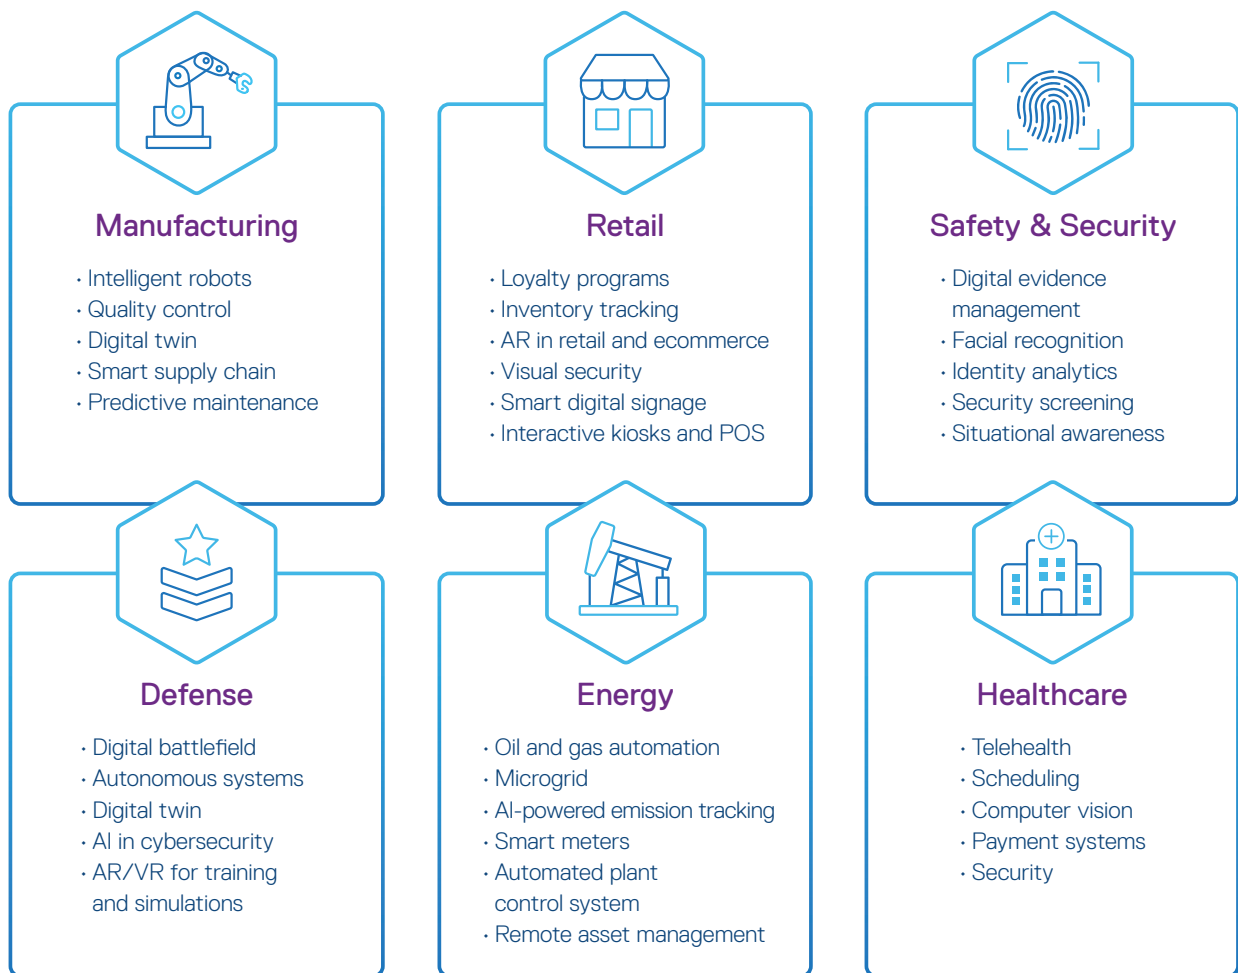 Manufacturing
· Intelligent robots
· Quality control
· Digital twin
· Smart supply chain
· Predictive maintenance
Retail
· Loyalty programs
· Inventory tracking
· AR in retail and ecommerce
· Visual security
· Smart digital signage
· Interactive kiosks and POS
Safety & Security
· Digital evidence
management
· Facial recognition
· Identity analytics
· Security screening
· Situational awareness
Defense
· Digital battlefield
· Autonomous systems
· Digital twin
· AI in cybersecurity
· AR/VR for training
and simulations
Energy
· Oil and gas automation
· Microgrid
· AI-powered emission tracking
· Smart meters
· Automated plant
control system
· Remote asset management
Healthcare
· Telehealth
· Scheduling
· Computer vision
· Payment systems
· Security